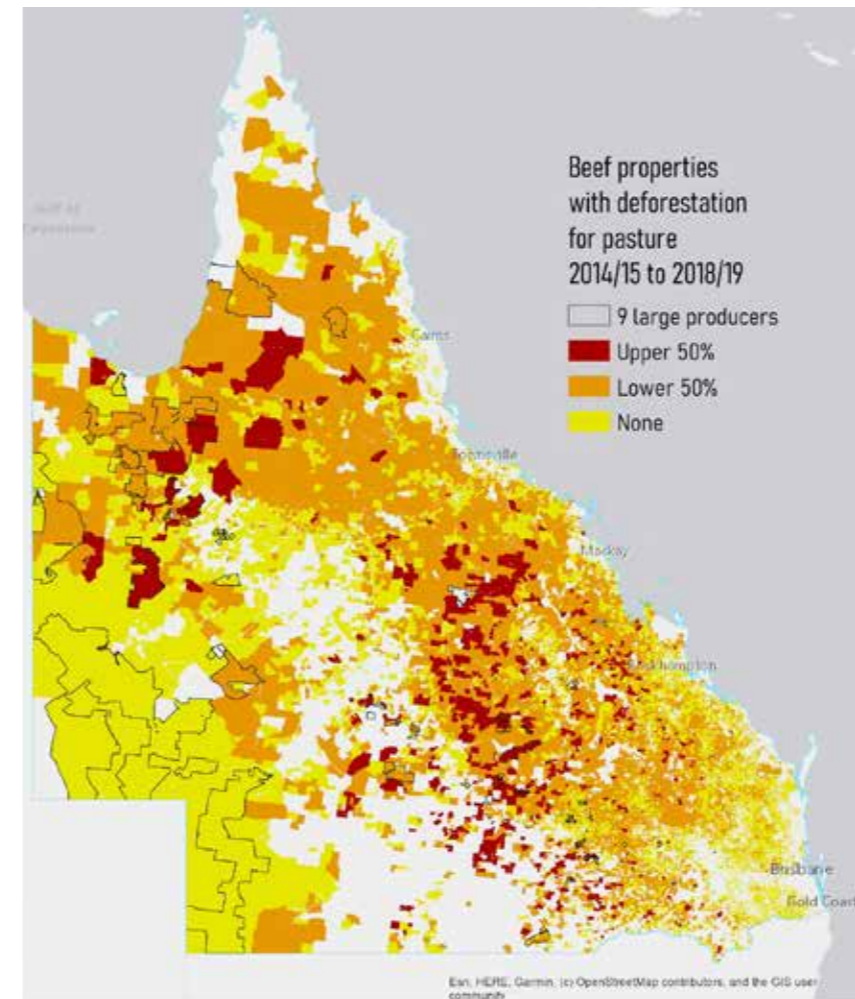 Beef properties
with deforestation
for pasture
2014/15 to 2018/19
9 large producers
Upper 50%
Lower 50%
None
Cairns
Townsville
Mackay
Rockhampton
Brisbane
Gold Coast
Esri, HERE, Garmin, (c) OpenStreetMap contributors, and the GIS user
community